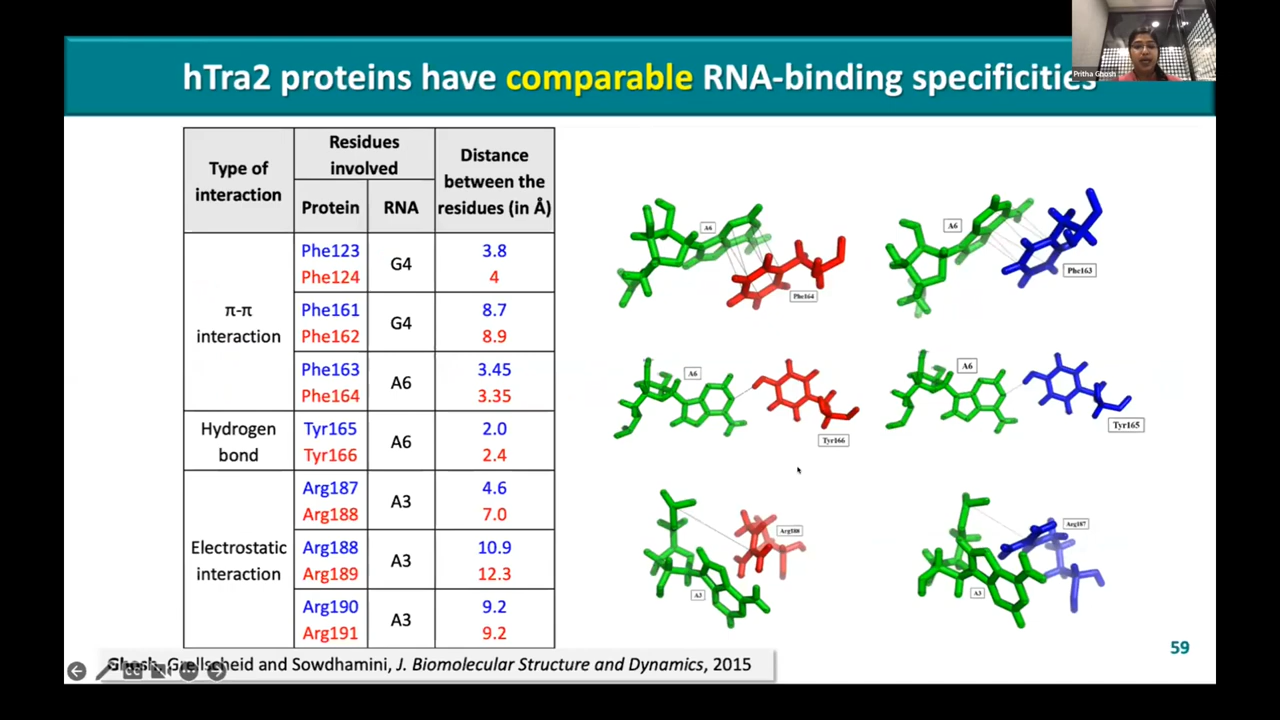 hTra2 proteins have comparable RNA-binding specificities
Pritha Ghosh
Type of
interaction
Residues
involved
Protein
RNA
Distance
between the
residues (in Å)
π-π
interaction
Phe123
Phe124
G4
3.8
4
Phe161
Phe162
G4
8.7
8.9
Phe163
Phe164
A6
3.45
3.35
Hydrogen
bond
Tyr165
Tyr166
A6
2.0
2.4
Electrostatic
interaction
Arg187
Arg188
A3
4.6
7.0
Arg188
Arg189
A3
10.9
12.3
Arg190
Arg191
A3
9.2
9.2
A6
Phe164
A6
Phe163
A6
Tyr166
A6
Tyr165
Arg188
A3
Arg187
A3
59
Ghosh, Grellscheid and Sowdhamini, J. Biomolecular Structure and Dynamics, 2015